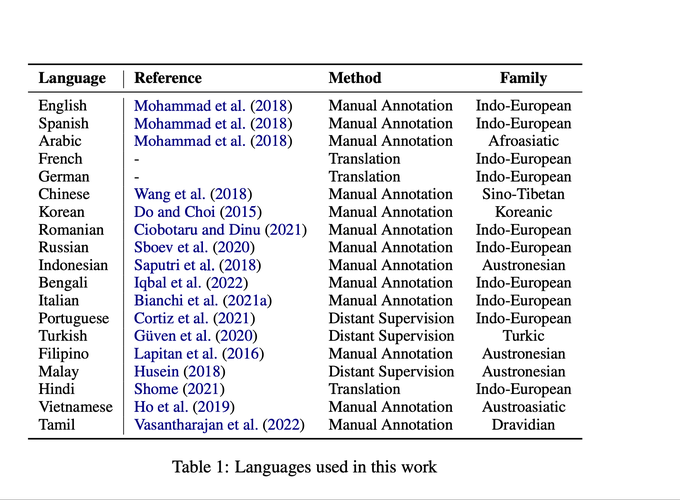 Language Reference Method Family
English Mohammad et al. (2018) Manual Annotation Indo-European
Spanish Mohammad et al. (2018) Manual Annotation Indo-European
Arabic Mohammad et al. (2018) Manual Annotation Afroasiatic
French - Translation Indo-European
German - Translation Indo-European
Chinese Wang et al. (2018) Manual Annotation Sino-Tibetan
Korean Do and Choi (2015) Manual Annotation Koreanic
Romanian Ciobotaru and Dinu (2021) Manual Annotation Indo-European
Russian Sboev et al. (2020) Manual Annotation Indo-European
Indonesian Saputri et al. (2018) Manual Annotation Austronesian
Bengali Iqbal et al. (2022) Manual Annotation Indo-European
Italian Bianchi et al. (2021a) Manual Annotation Indo-European
Portuguese Cortiz et al. (2021) Distant Supervision Indo-European
Turkish Güven et al. (2020) Distant Supervision Turkic
Filipino Lapitan et al. (2016) Manual Annotation Austronesian
Malay Husein (2018) Distant Supervision Austronesian
Hindi Shome (2021) Translation Indo-European
Vietnamese Ho et al. (2019) Manual Annotation Austroasiatic
Tamil Vasantharajan et al. (2022) Manual Annotation Dravidian
Table 1: Languages used in this work